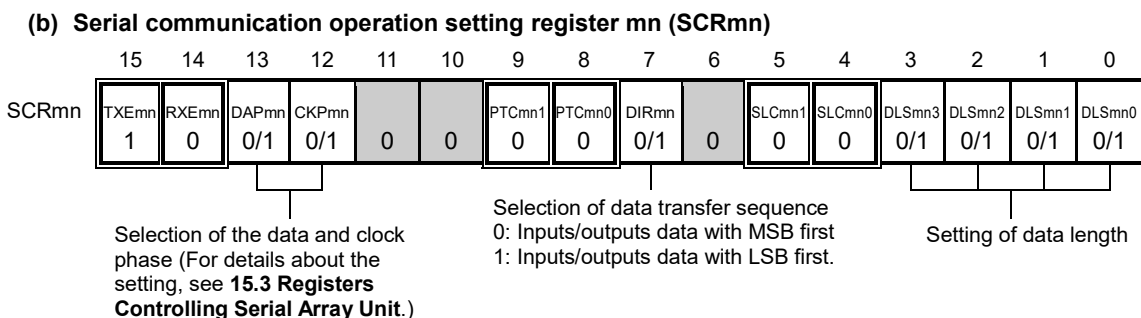 (b) Serial communication operation setting register mn (SCRmn)
15 14 13 12 11 10 9 8 7 6 5 4 3 2 1 0
SCRmn TXEmn RXEmn DAPmn CKPmn PTCmn1 PTCmn0 DIRmn SLCmn1 SLCmn0 DLSmn3 DLSmn2 DLSmn1 DLSmn0
1 0 0/1 0/1 0 0 0 0 0/1 0 0 0 0/1 0/1 0/1 0/1
Selection of the data and clock
phase (For details about the
setting, see 15.3 Registers
Controlling Serial Array Unit.)
Selection of data transfer sequence
0: Inputs/outputs data with MSB first
1: Inputs/outputs data with LSB first.
Setting of data length